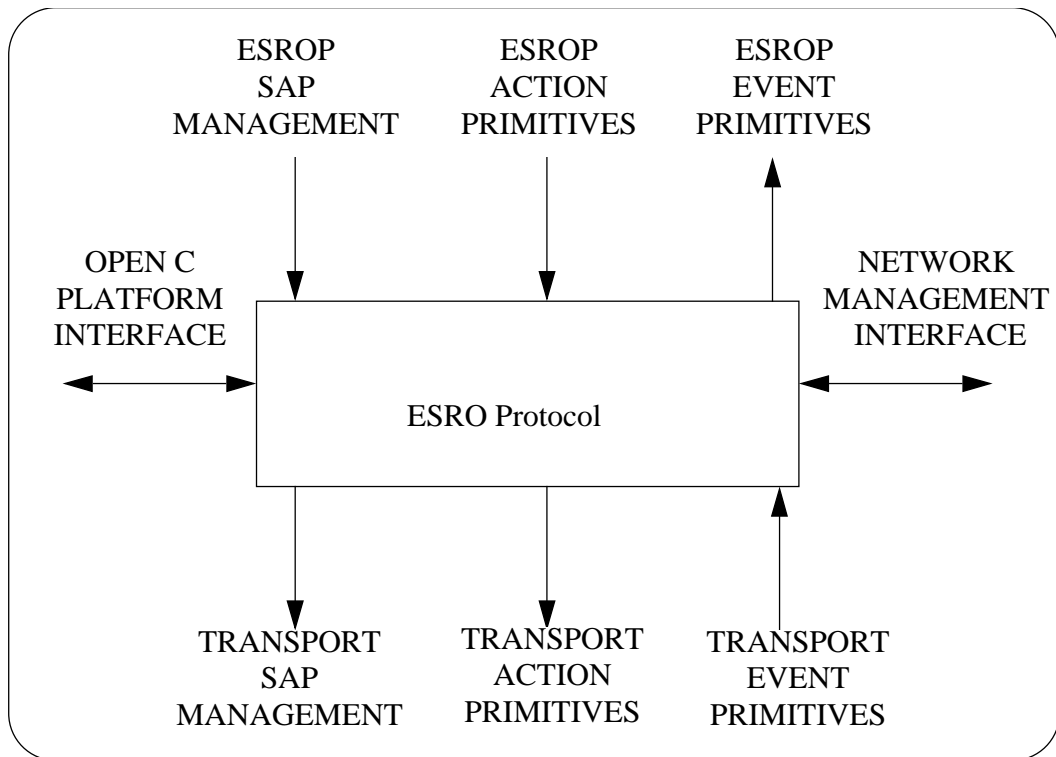 ESROP
SAP
MANAGEMENT
ESROP
ACTION
PRIMITIVES
ESROP
EVENT
PRIMITIVES
OPEN C
PLATFORM
INTERFACE
NETWORK
MANAGEMENT
INTERFACE
ESRO Protocol
TRANSPORT
SAP
MANAGEMENT
TRANSPORT
ACTION
PRIMITIVES
TRANSPORT
EVENT
PRIMITIVES